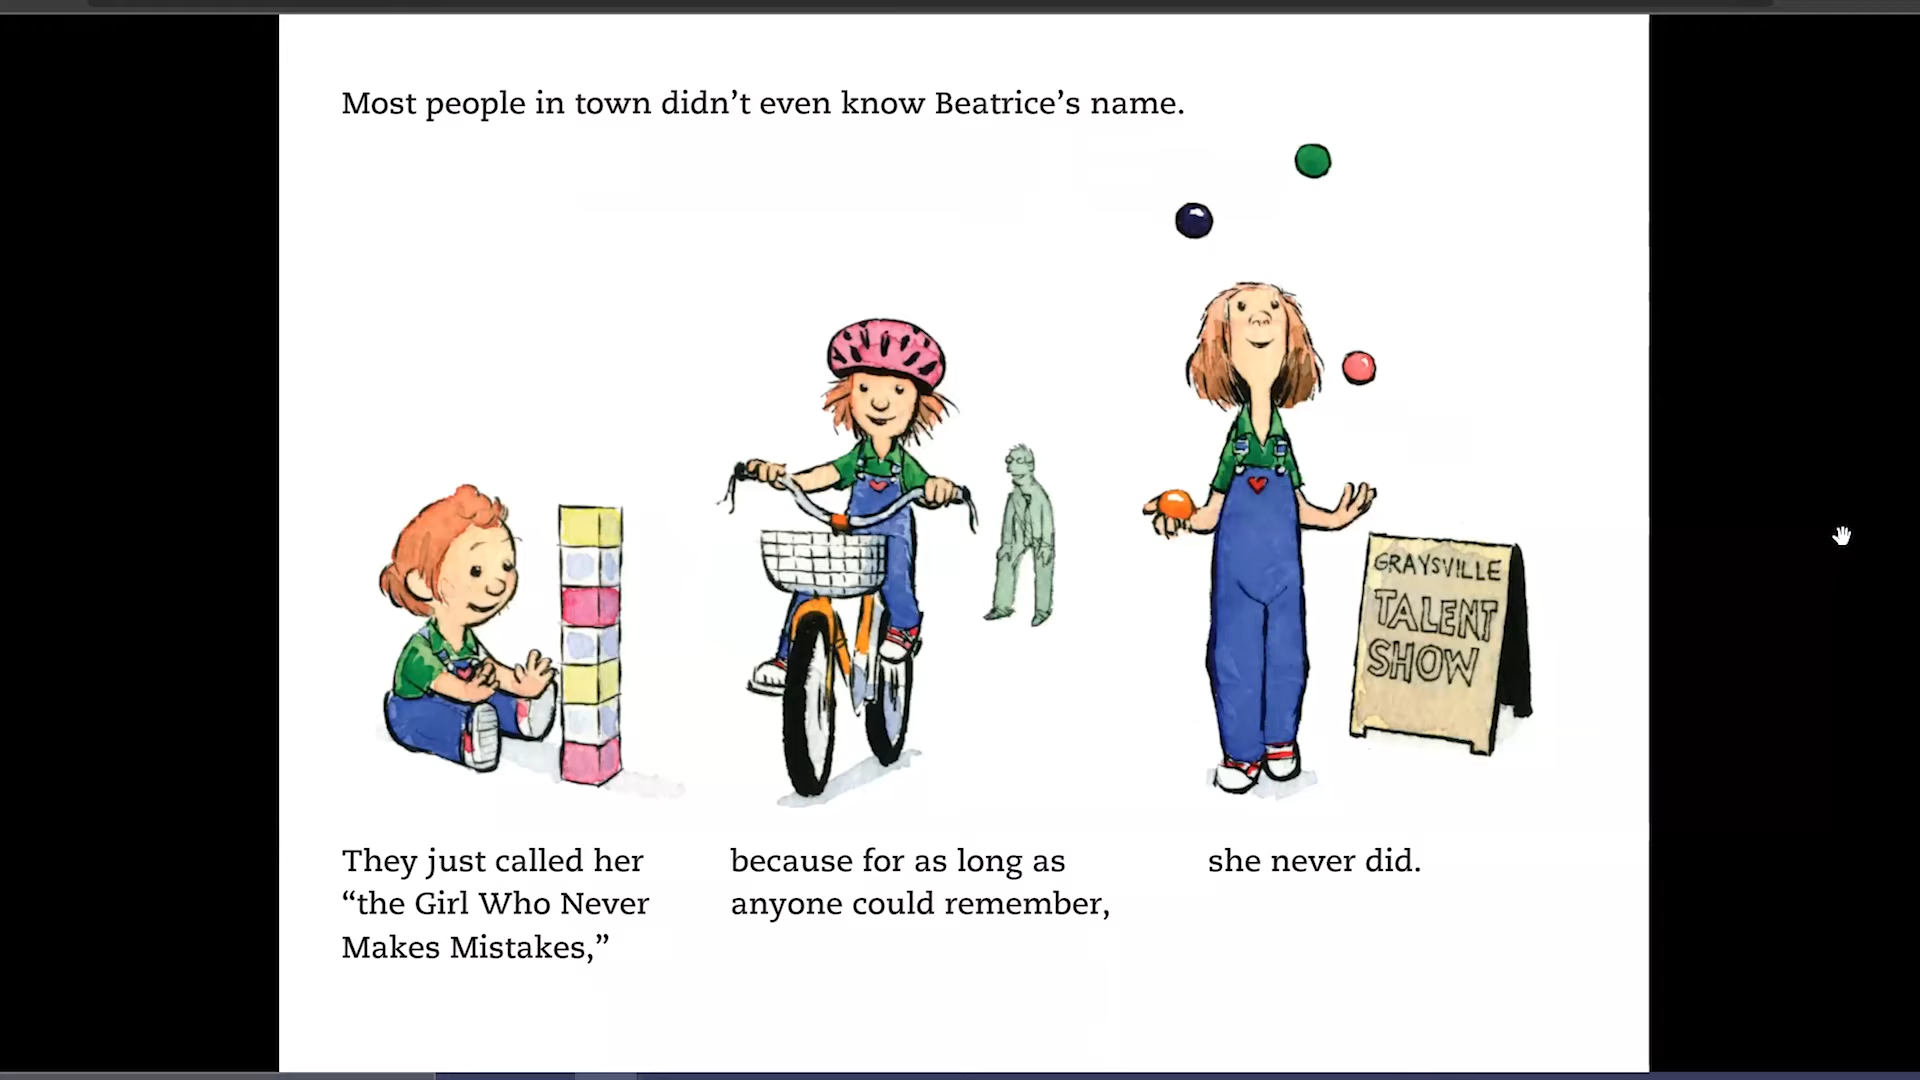 Most people in town didn’t even know Beatrice’s name.
GRAYSVILLE
TALENT
SHOW
They just called her
“the Girl Who Never
Makes Mistakes,”
because for as long as
anyone could remember,
she never did.